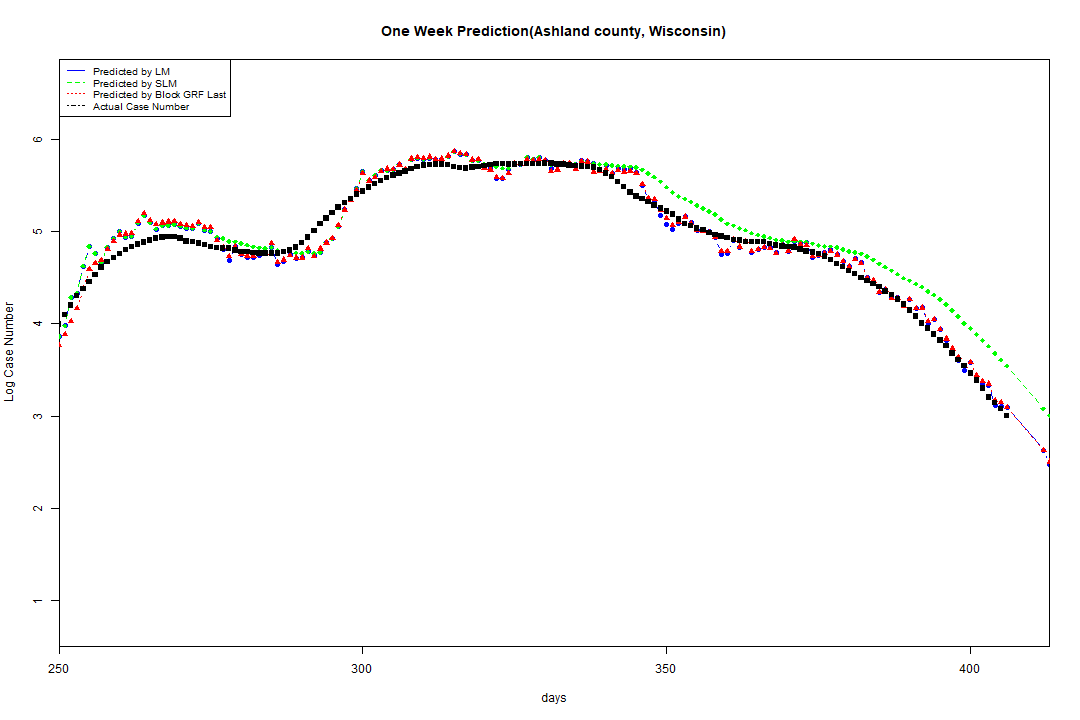 One Week Prediction(Ashland county, Wisconsin)
Predicted by LM
Predicted by SLM
Predicted by Block GRF Last
Actual Case Number
6
5
4
3
2
1
Log Case Number
250
300
350
400
days